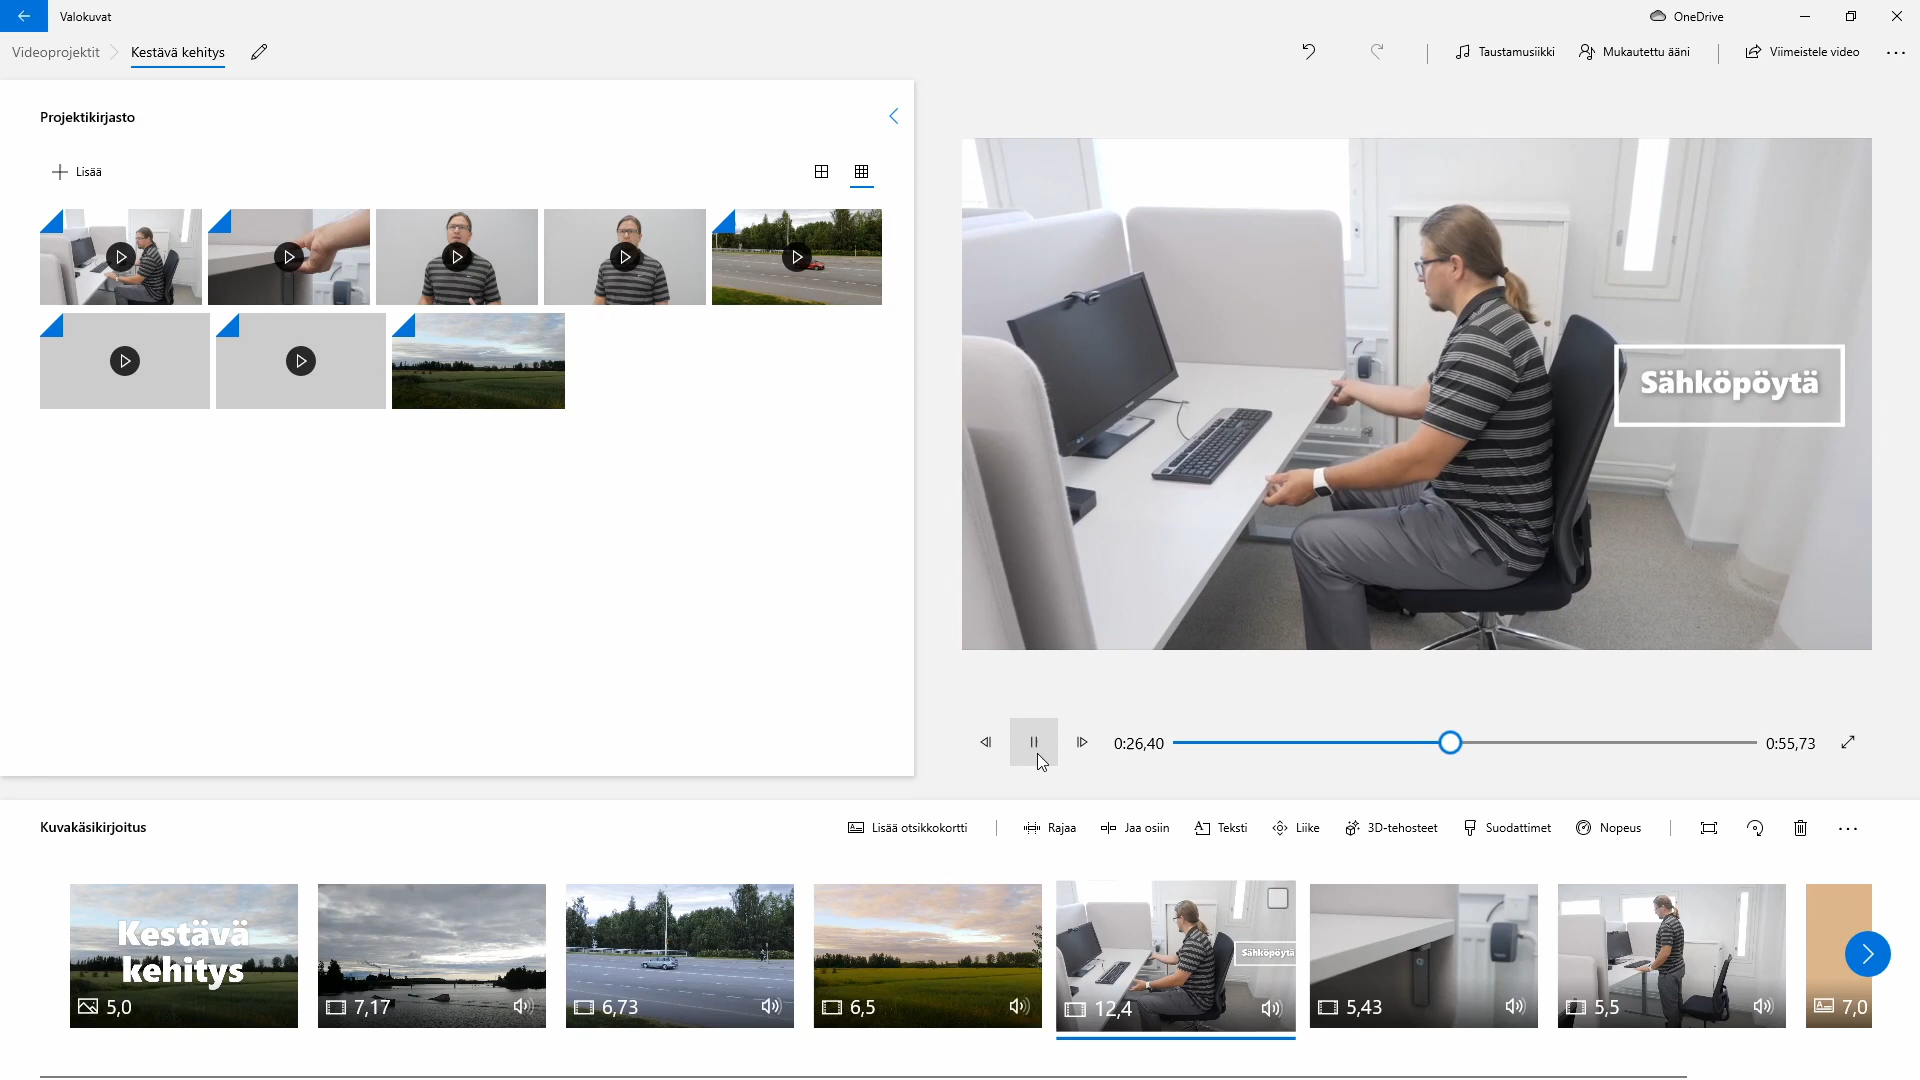 Valokuvat
OneDrive
Videoprojektit
Kestävä kehitys
Taustamusiikki
Mukautettu ääni
Viimeistele video
Projektikirjasto
Lisää
Sähköpöytä
0:26,40
0:55,73
Kuvakäsikirjoitus
Lisää otsikkokortti
Rajaa
Jaa osiin
Teksti
Liike
3D-tehosteet
Suodattimet
Nopeus
Kestävä
kehitys
Sähköpöytä
5,0
7,17
6,73
6,5
12,4
5,43
5,5
7,0